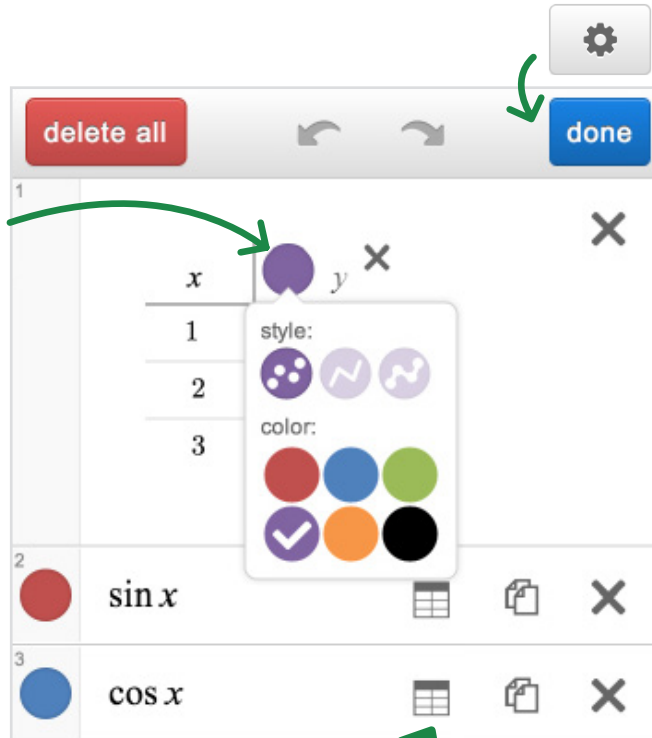 delete all done
1
x y
1
2
3
style:
color:
2
sin x
3
cos x